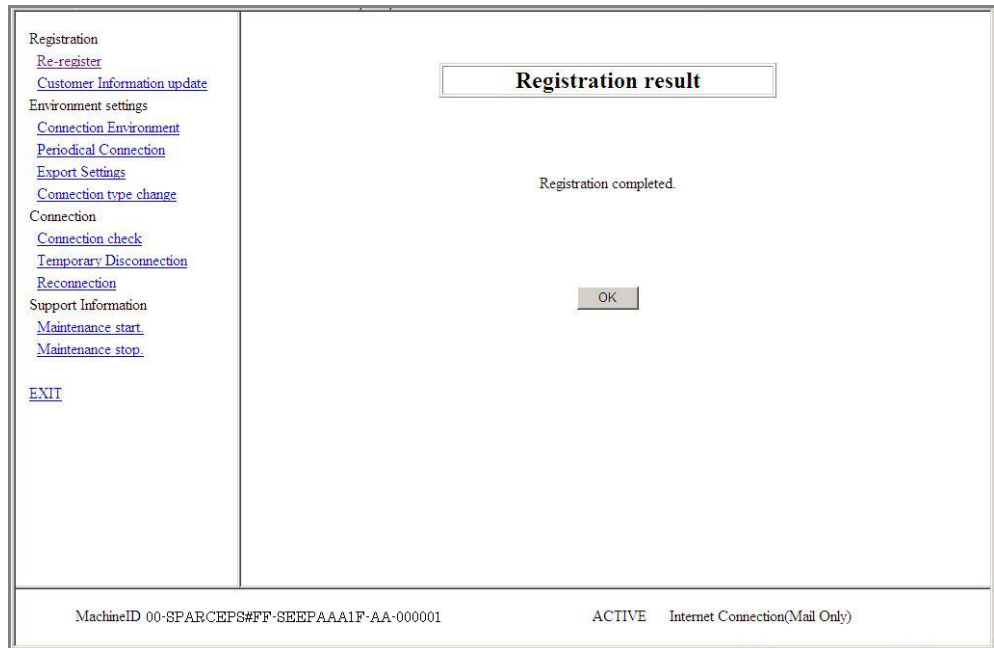 Registration
Re-register
Customer Information update
Environment settings
Connection Environment
Periodical Connection
Export Settings
Connection type change
Connection
Connection check
Temporary Disconnection
Reconnection
Support Information
Maintenance start.
Maintenance stop.
EXIT
Registration result
Registration completed.
OK
MachineID 00-SPARCEPS#FF-SEEPAAA1F-AA-000001 ACTIVE Internet Connection(Mail Only)